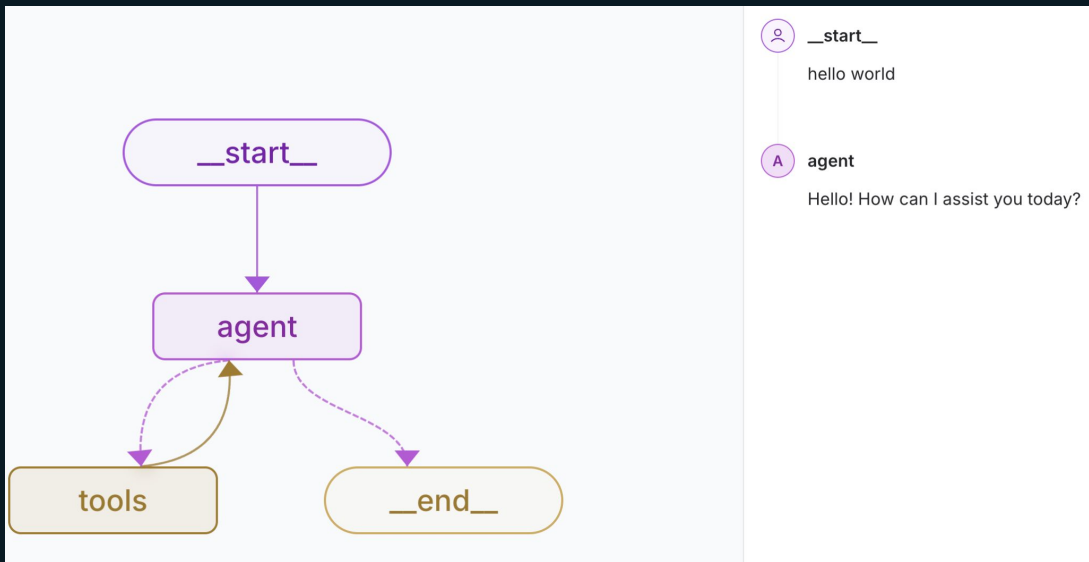 __start__
agent
tools
__end__
__start__
hello world
A
agent
Hello! How can I assist you today?